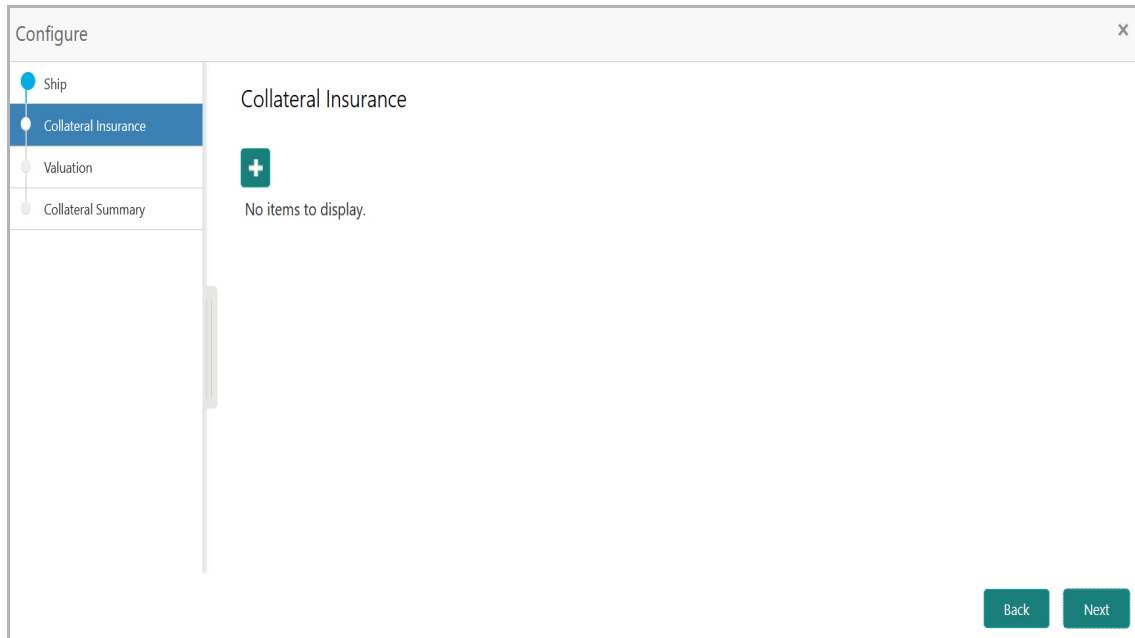 Configure
Ship
Collateral Insurance
Valuation
Collateral Summary
Collateral Insurance
No items to display.
Back
Next